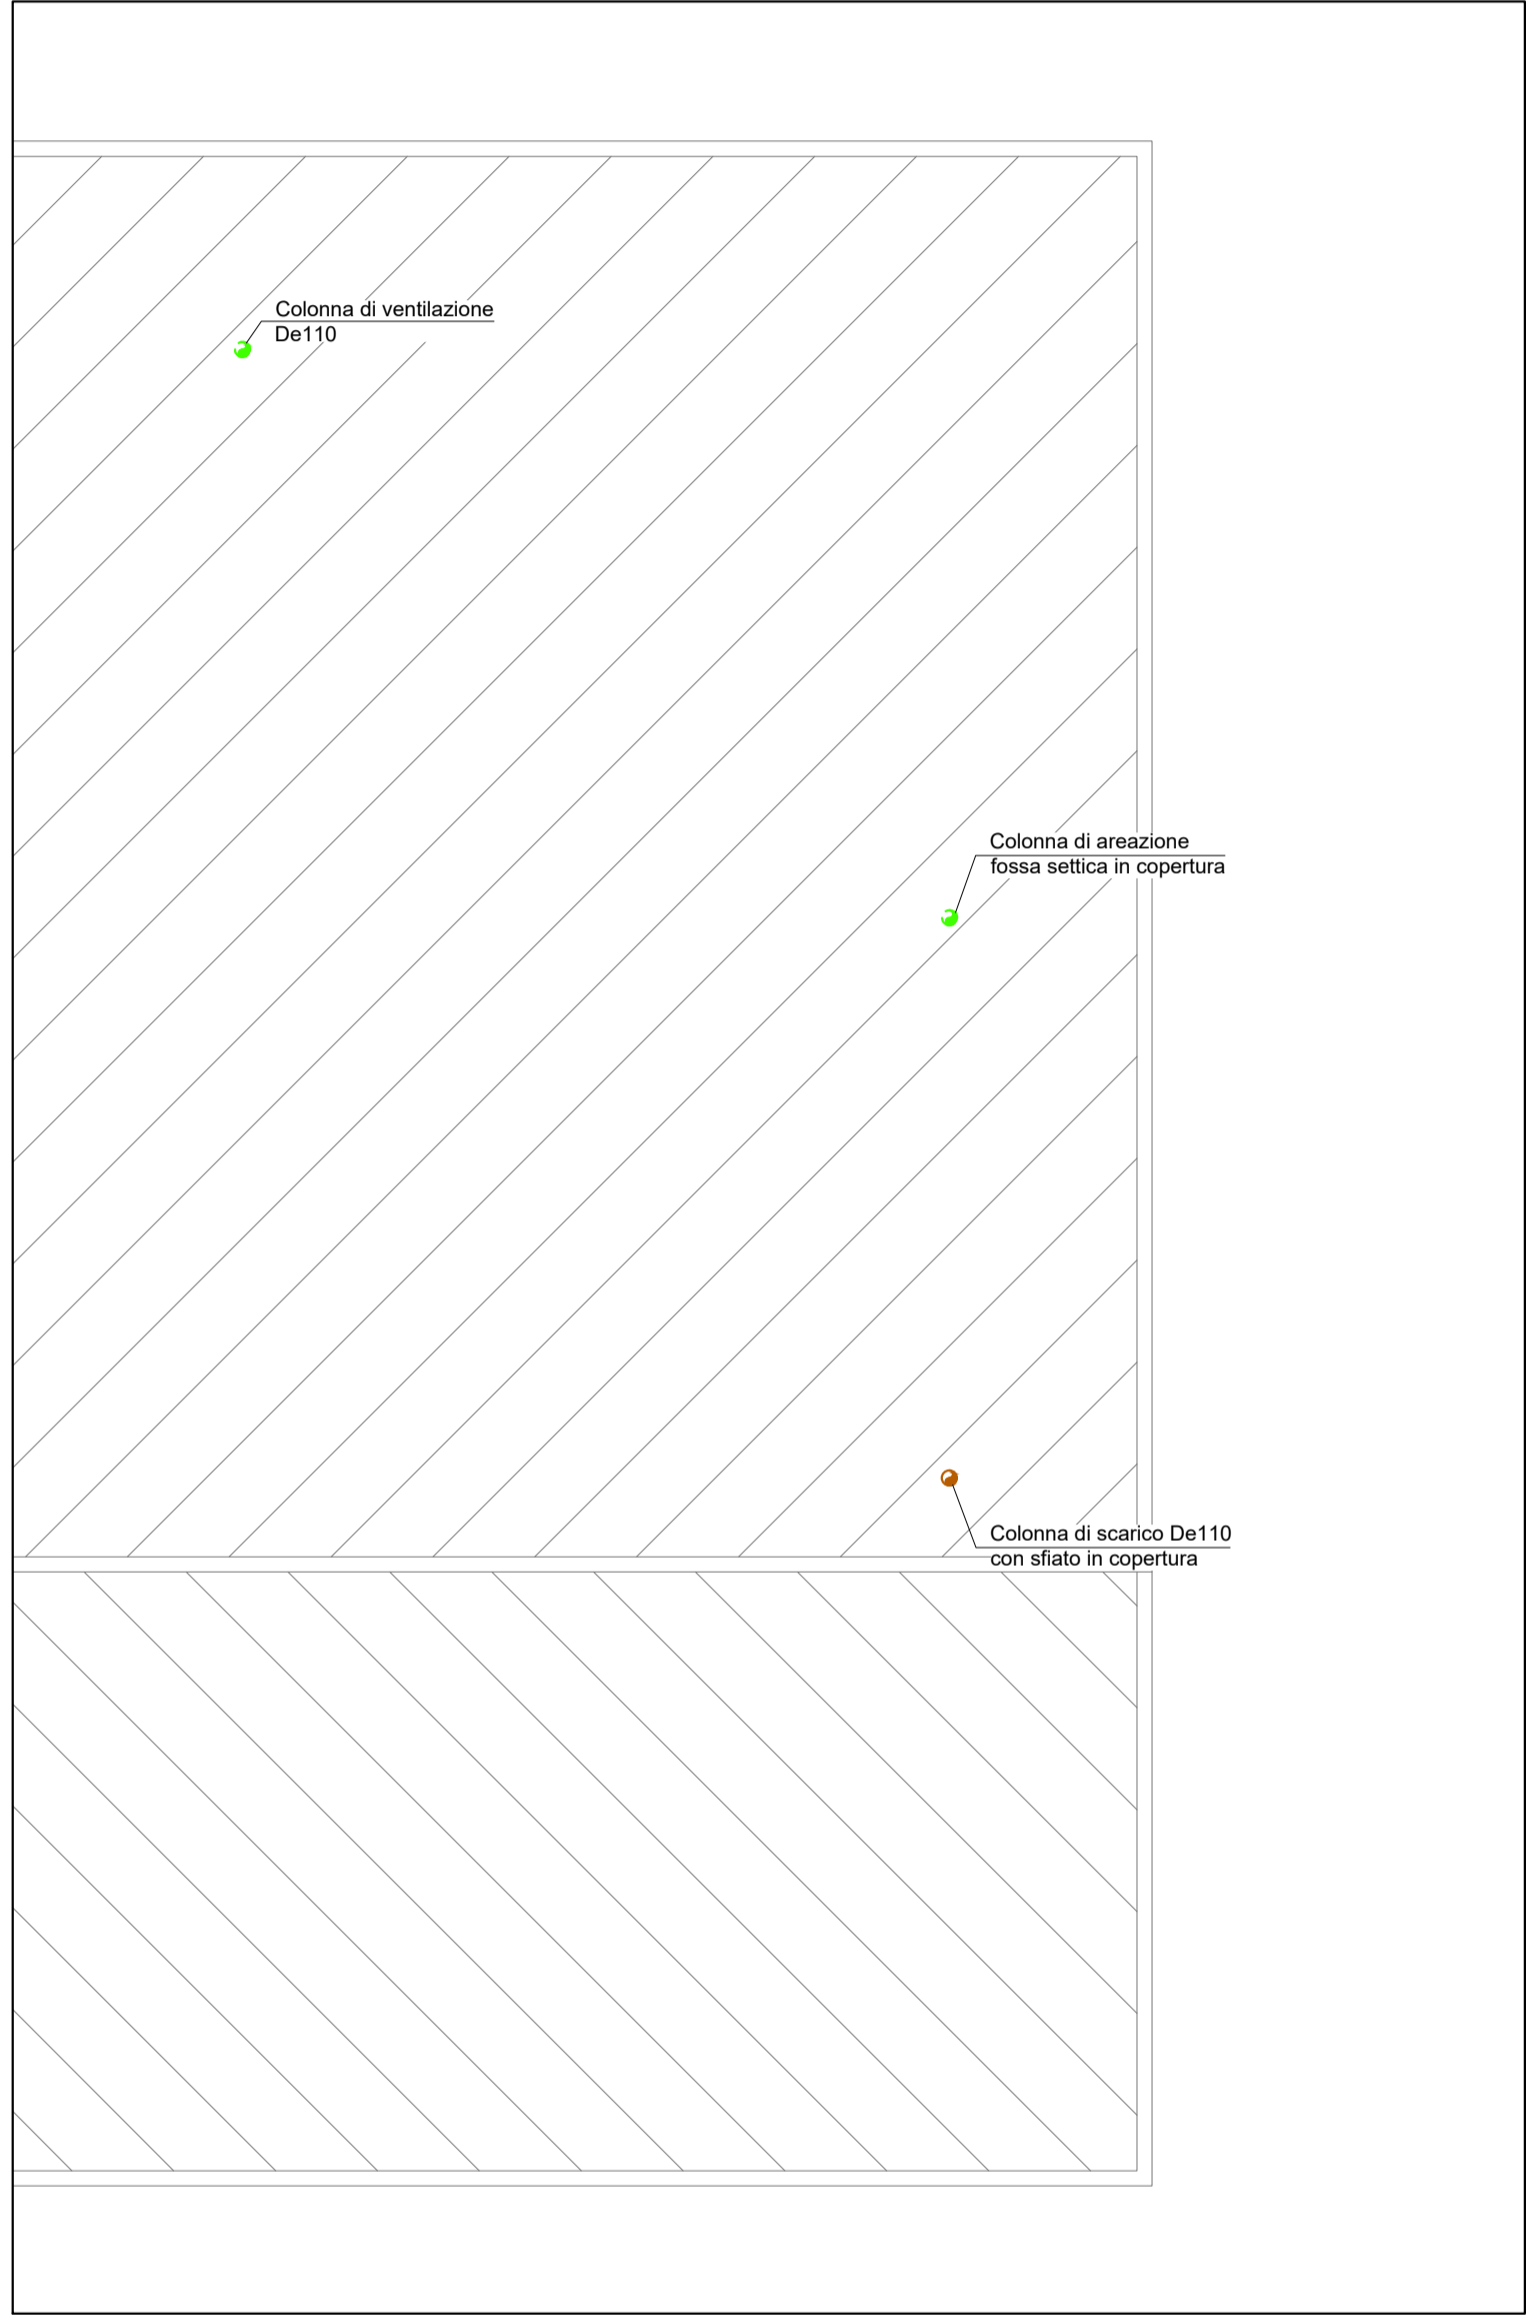 Colonna di ventilazione
De110
Colonna di areazione
fossa settica in copertura
Colonna di scarico De110
con sfiato in copertura